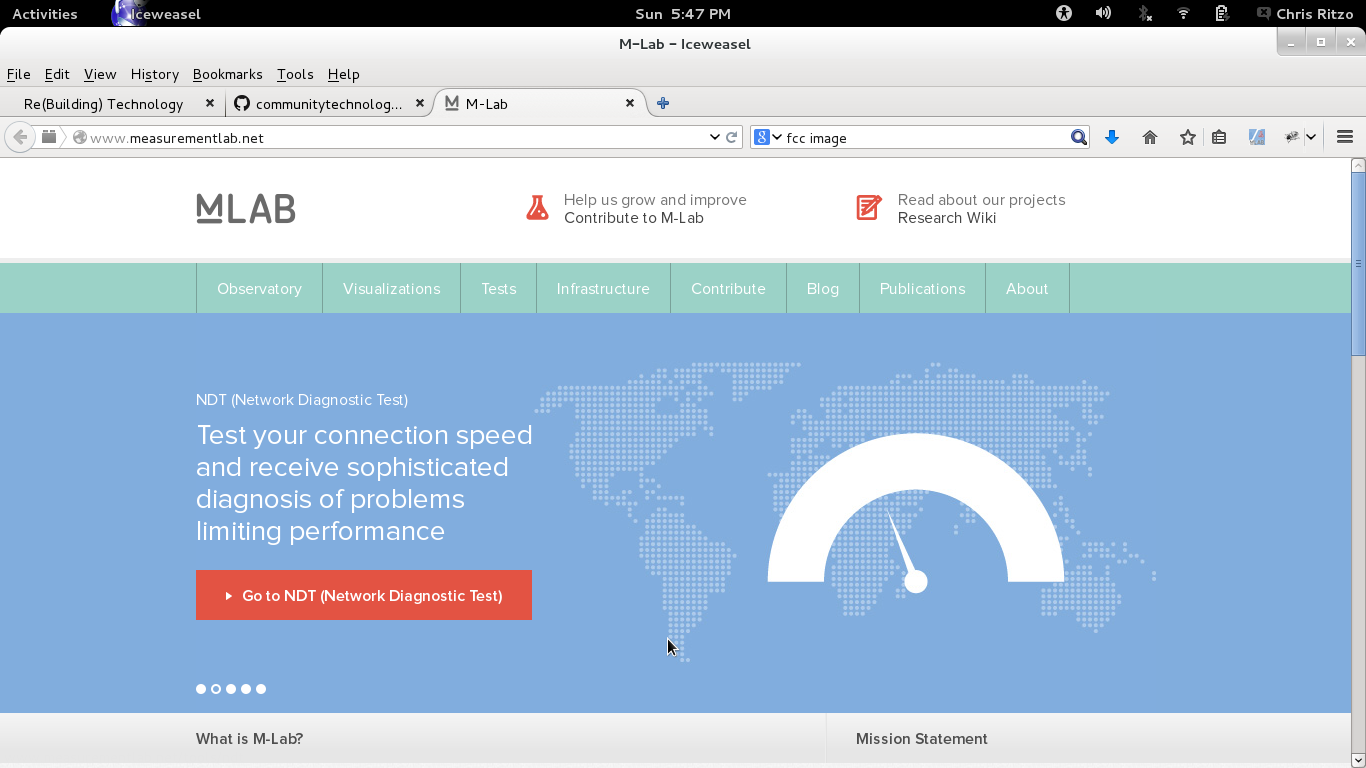 Activities Iceweasel Sun 5:47 PM Chris Ritzo
M-Lab - Iceweasel
File Edit View History Bookmarks Tools Help
Re(Building) Technology communitytechnolog... M-Lab
www.measurementlab.net fcc image
MLAB
Help us grow and improve
Contribute to M-Lab
Read about our projects
Research Wiki
Observatory Visualizations Tests Infrastructure Contribute Blog Publications About
NDT (Network Diagnostic Test)
Test your connection speed
and receive sophisticated
diagnosis of problems
limiting performance
Go to NDT (Network Diagnostic Test)
What is M-Lab? Mission Statement